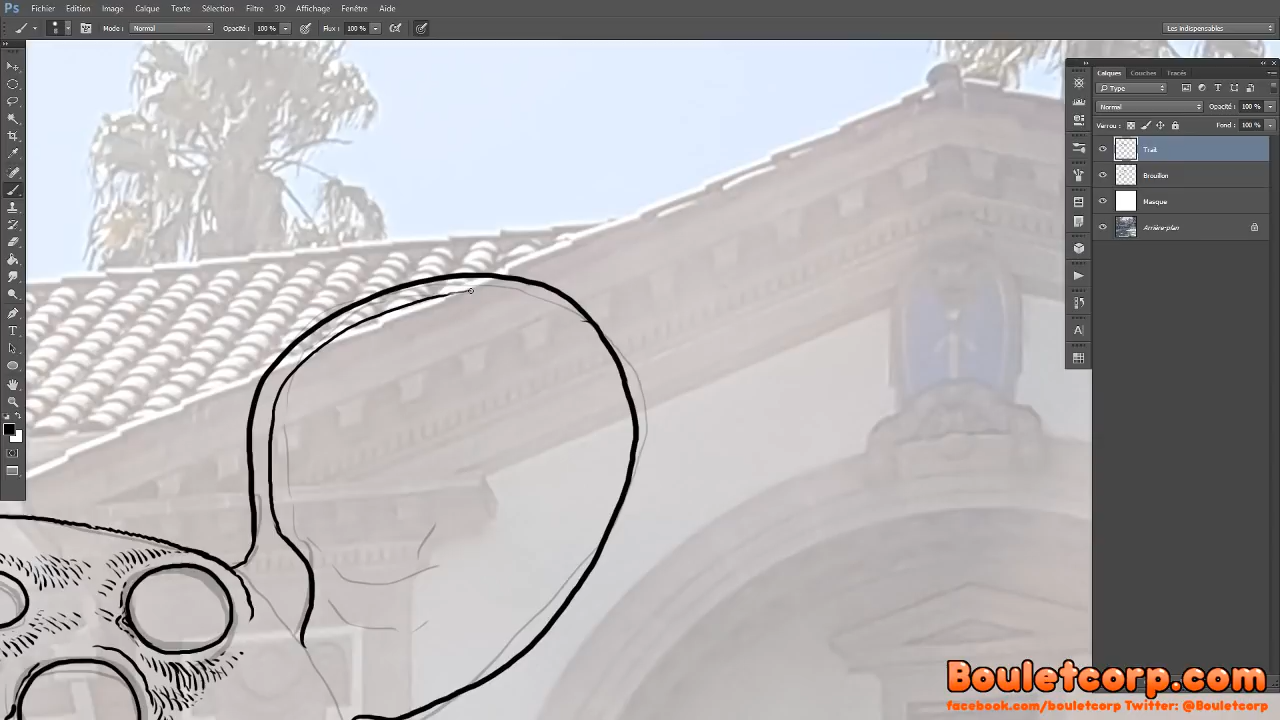 Ps Fichier Edition Image Calque Texte Sélection Filtre 3D Affichage Fenêtre Aide
Mode : Normal Opacité : 100 % Flux : 100 % Les indispensables
Calques Couches Tracés
Type
Normal Opacité : 100 %
Verrou : Fond : 100 %
Trait
Brouillon
Masque
Arrière-plan
Bouletcorp.com
facebook.com/bouletcorp Twitter: @Bouletcorp